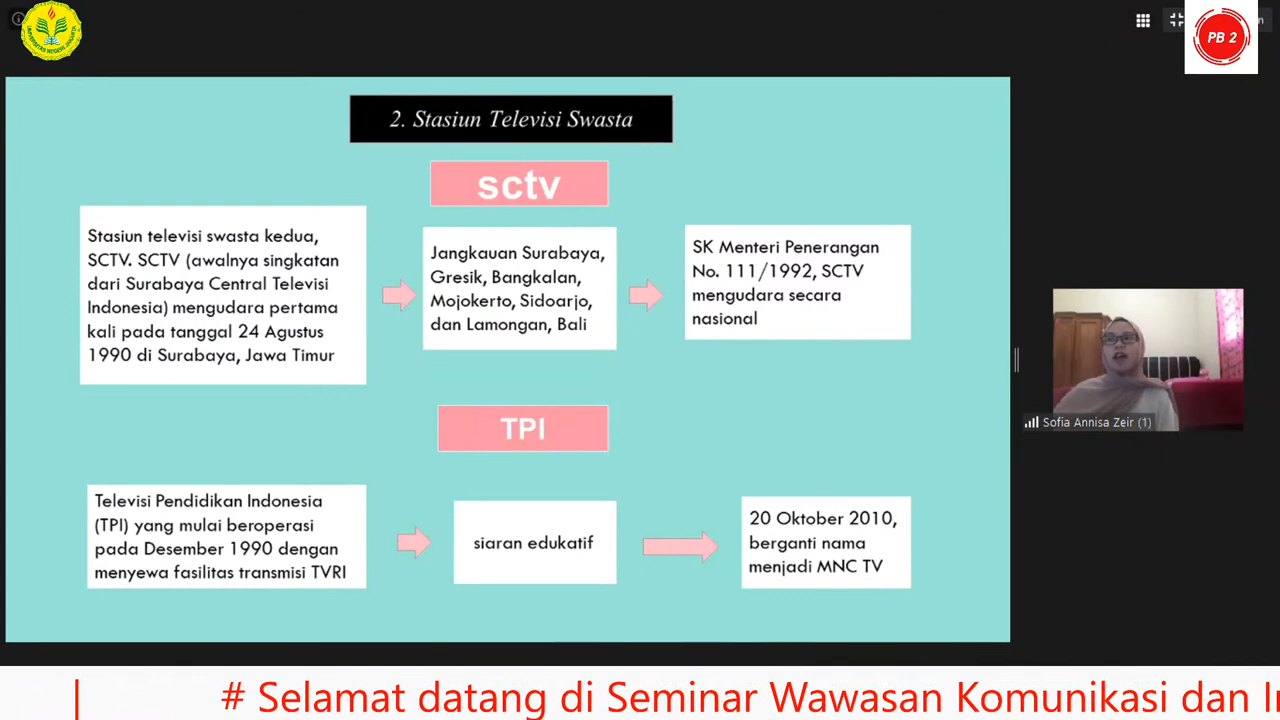 UNIVERSITAS NEGERI JAKARTA
PB 2
2. Stasiun Televisi Swasta
sctv
Stasiun televisi swasta kedua,
SCTV. SCTV (awalnya singkatan
dari Surabaya Central Televisi
Indonesia) mengudara pertama
kali pada tanggal 24 Agustus
1990 di Surabaya, Jawa Timur
Jangkauan Surabaya,
Gresik, Bangkalan,
Mojokerto, Sidoarjo,
dan Lamongan, Bali
SK Menteri Penerangan
No. 111/1992, SCTV
mengudara secara
nasional
TPI
Televisi Pendidikan Indonesia
(TPI) yang mulai beroperasi
pada Desember 1990 dengan
menyewa fasilitas transmisi TVRI
siaran edukatif
20 Oktober 2010,
berganti nama
menjadi MNC TV
Sofia Annisa Zeir (1)
# Selamat datang di Seminar Wawasan Komunikasi dan I